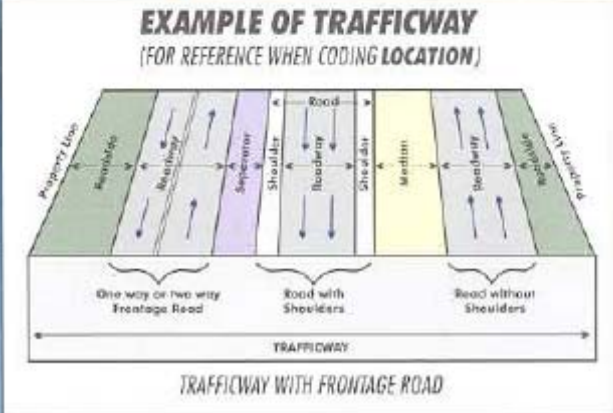 EXAMPLE OF TRAFFICWAY
(FOR REFERENCE WHEN CODING LOCATION)
Road
Property Line
Roadside
Roadway
Separator
Shoulder
Roadway
Shoulder
Median
Roadway
Roadside
Property Line
One way or two way
Frontage Road
Road with
Shoulders
Road without
Shoulders
TRAFFICWAY
TRAFFICWAY WITH FRONTAGE ROAD